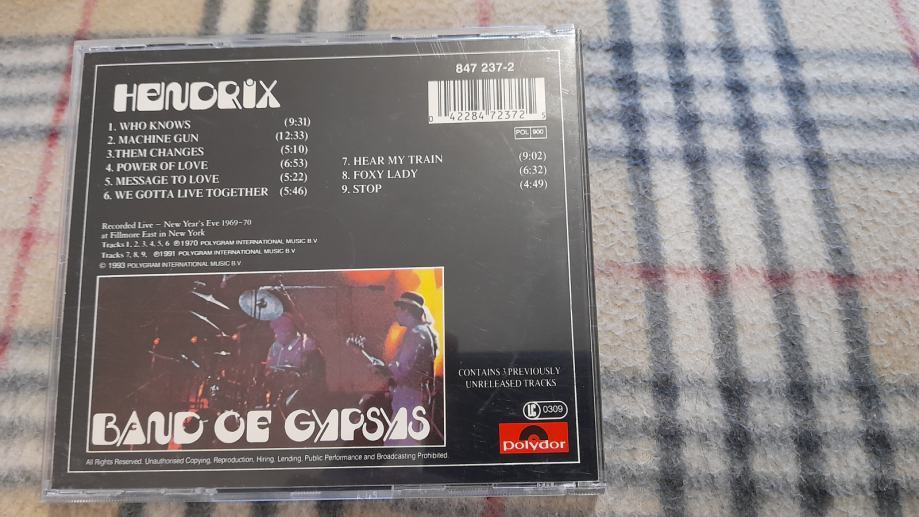 HENDRIX
847 237-2
0 42284 72372 5
POL 900
1. WHO KNOWS (9:31)
2. MACHINE GUN (12:33)
3.THEM CHANGES (5:10)
4. POWER OF LOVE (6:53)
5. MESSAGE TO LOVE (5:22)
6. WE GOTTA LIVE TOGETHER (5:46)
7. HEAR MY TRAIN (9:02)
8. FOXY LADY (6:32)
9. STOP (4:49)
Recorded Live – New Year's Eve 1969–70
at Fillmore East in New York
Tracks 1, 2, 3, 4, 5, 6 ℗1970 POLYGRAM INTERNATIONAL MUSIC B.V
Tracks 7, 8, 9, ℗1991 POLYGRAM INTERNATIONAL MUSIC B.V
© 1993 POLYGRAM INTERNATIONAL MUSIC B.V.
CONTAINS 3 PREVIOUSLY
UNRELEASED TRACKS
LC 0309
BAND OF GYPSYS
polydor
All Rights Reserved. Unauthorised Copying, Reproduction, Hiring, Lending, Public Performance and Broadcasting Prohibited.